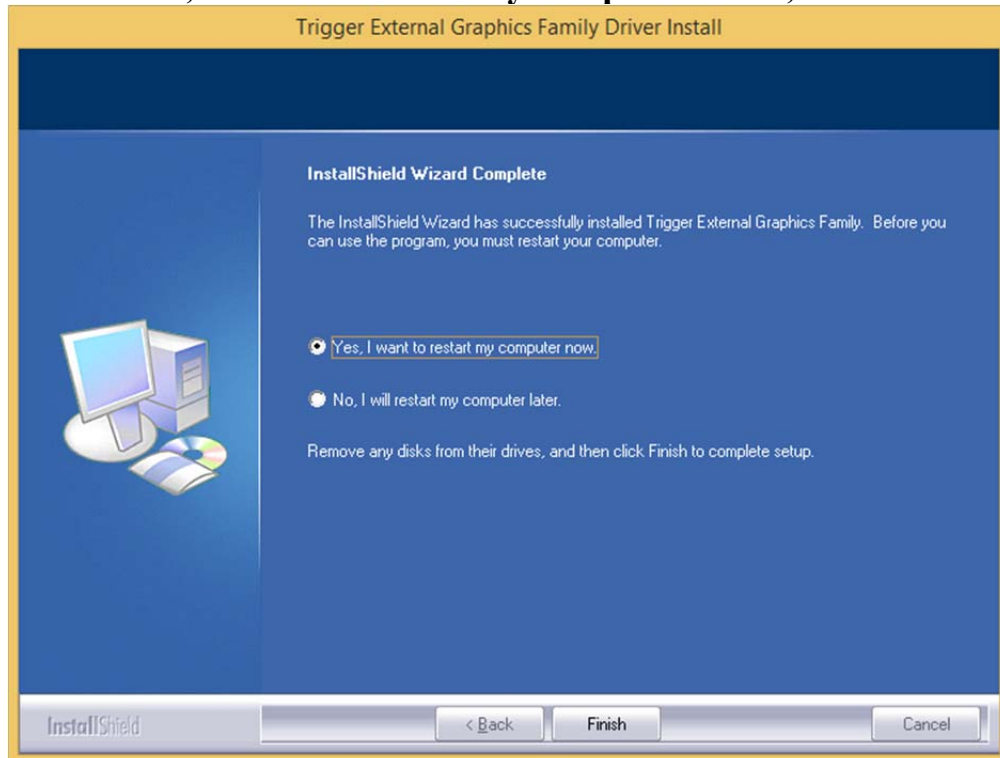 Trigger External Graphics Family Driver Install
InstallShield Wizard Complete
The InstallShield Wizard has successfully installed Trigger External Graphics Family. Before you
can use the program, you must restart your computer.
Yes, I want to restart my computer now.
No, I will restart my computer later.
Remove any disks from their drives, and then click Finish to complete setup.
InstallShield
< Back
Finish
Cancel